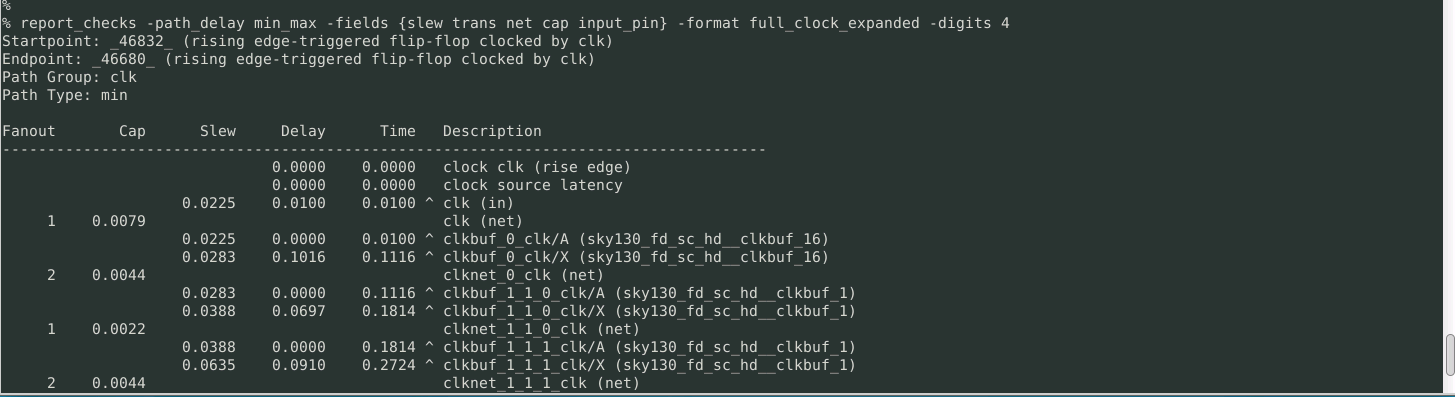 %
% report_checks -path_delay min_max -fields {slew trans net cap input_pin} -format full_clock_expanded -digits 4
Startpoint: _46832_ (rising edge-triggered flip-flop clocked by clk)
Endpoint: _46680_ (rising edge-triggered flip-flop clocked by clk)
Path Group: clk
Path Type: min
Fanout     Cap      Slew     Delay      Time   Description
-------------------------------------------------------------------------------------
                              0.0000    0.0000   clock clk (rise edge)
                              0.0000    0.0000   clock source latency
                    0.0225    0.0100    0.0100 ^ clk (in)
     1    0.0079                                 clk (net)
                    0.0225    0.0000    0.0100 ^ clkbuf_0_clk/A (sky130_fd_sc_hd__clkbuf_16)
                    0.0283    0.1016    0.1116 ^ clkbuf_0_clk/X (sky130_fd_sc_hd__clkbuf_16)
     2    0.0044                                 clknet_0_clk (net)
                    0.0283    0.0000    0.1116 ^ clkbuf_1_1_0_clk/A (sky130_fd_sc_hd__clkbuf_1)
                    0.0388    0.0697    0.1814 ^ clkbuf_1_1_0_clk/X (sky130_fd_sc_hd__clkbuf_1)
     1    0.0022                                 clknet_1_1_0_clk (net)
                    0.0388    0.0000    0.1814 ^ clkbuf_1_1_1_clk/A (sky130_fd_sc_hd__clkbuf_1)
                    0.0635    0.0910    0.2724 ^ clkbuf_1_1_1_clk/X (sky130_fd_sc_hd__clkbuf_1)
     2    0.0044                                 clknet_1_1_1_clk (net)